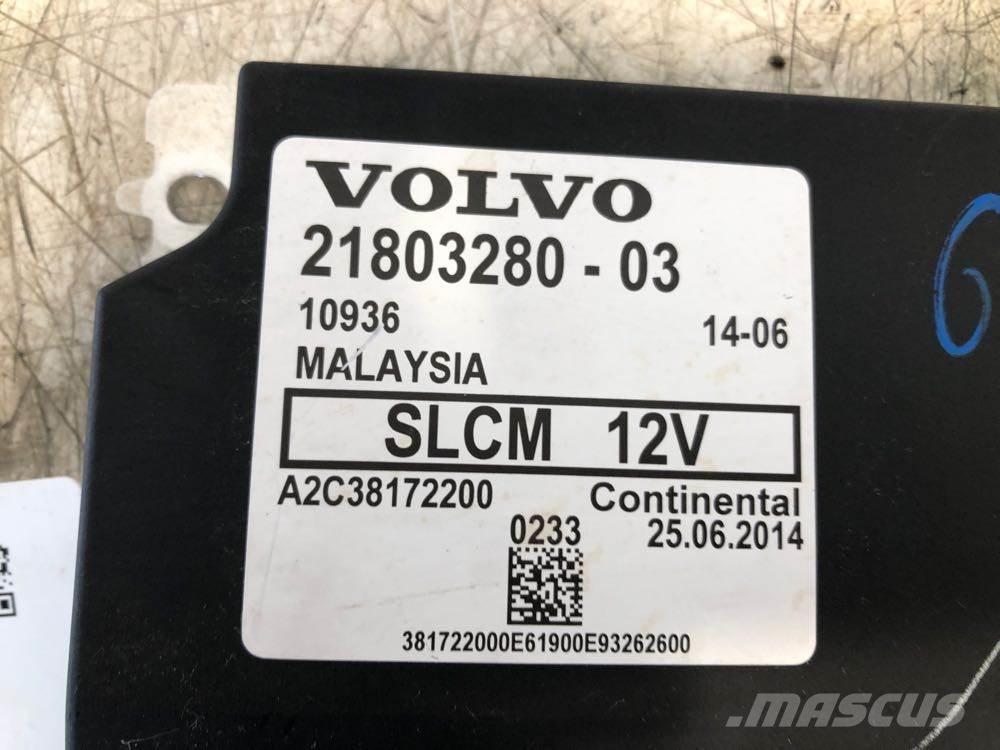 VOLVO
21803280 - 03
10936 14-06
MALAYSIA
SLCM 12V
A2C38172200 Continental
0233 25.06.2014
381722000E61900E93262600
MASCUS